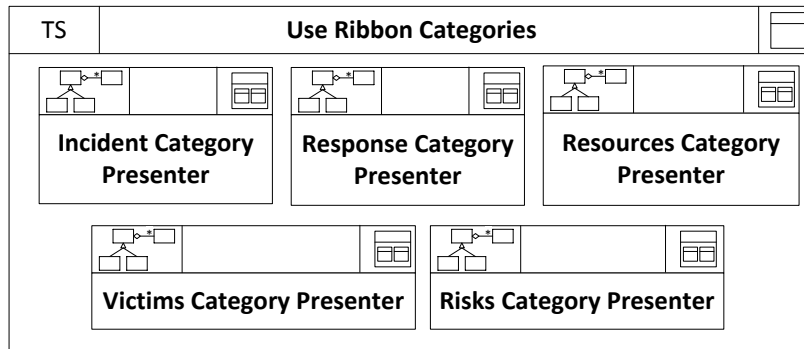 TS
Use Ribbon Categories
*
*
*
Incident Category
Presenter
Response Category
Presenter
Resources Category
Presenter
*
*
Victims Category Presenter
Risks Category Presenter